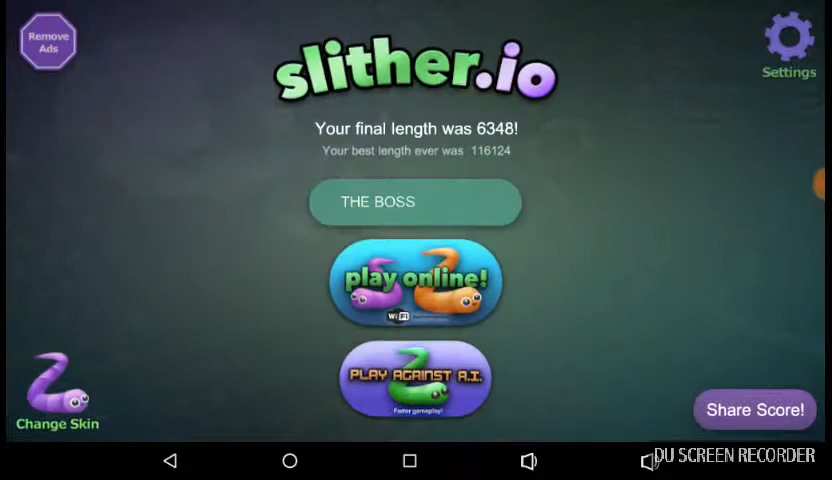 Remove
Ads
slither.io
Settings
Your final length was 6348!
Your best length ever was 116124
THE BOSS
play online!
WiFi
PLAY AGAINST A.I.
Faster gameplay!
Change Skin
Share Score!
DU SCREEN RECORDER